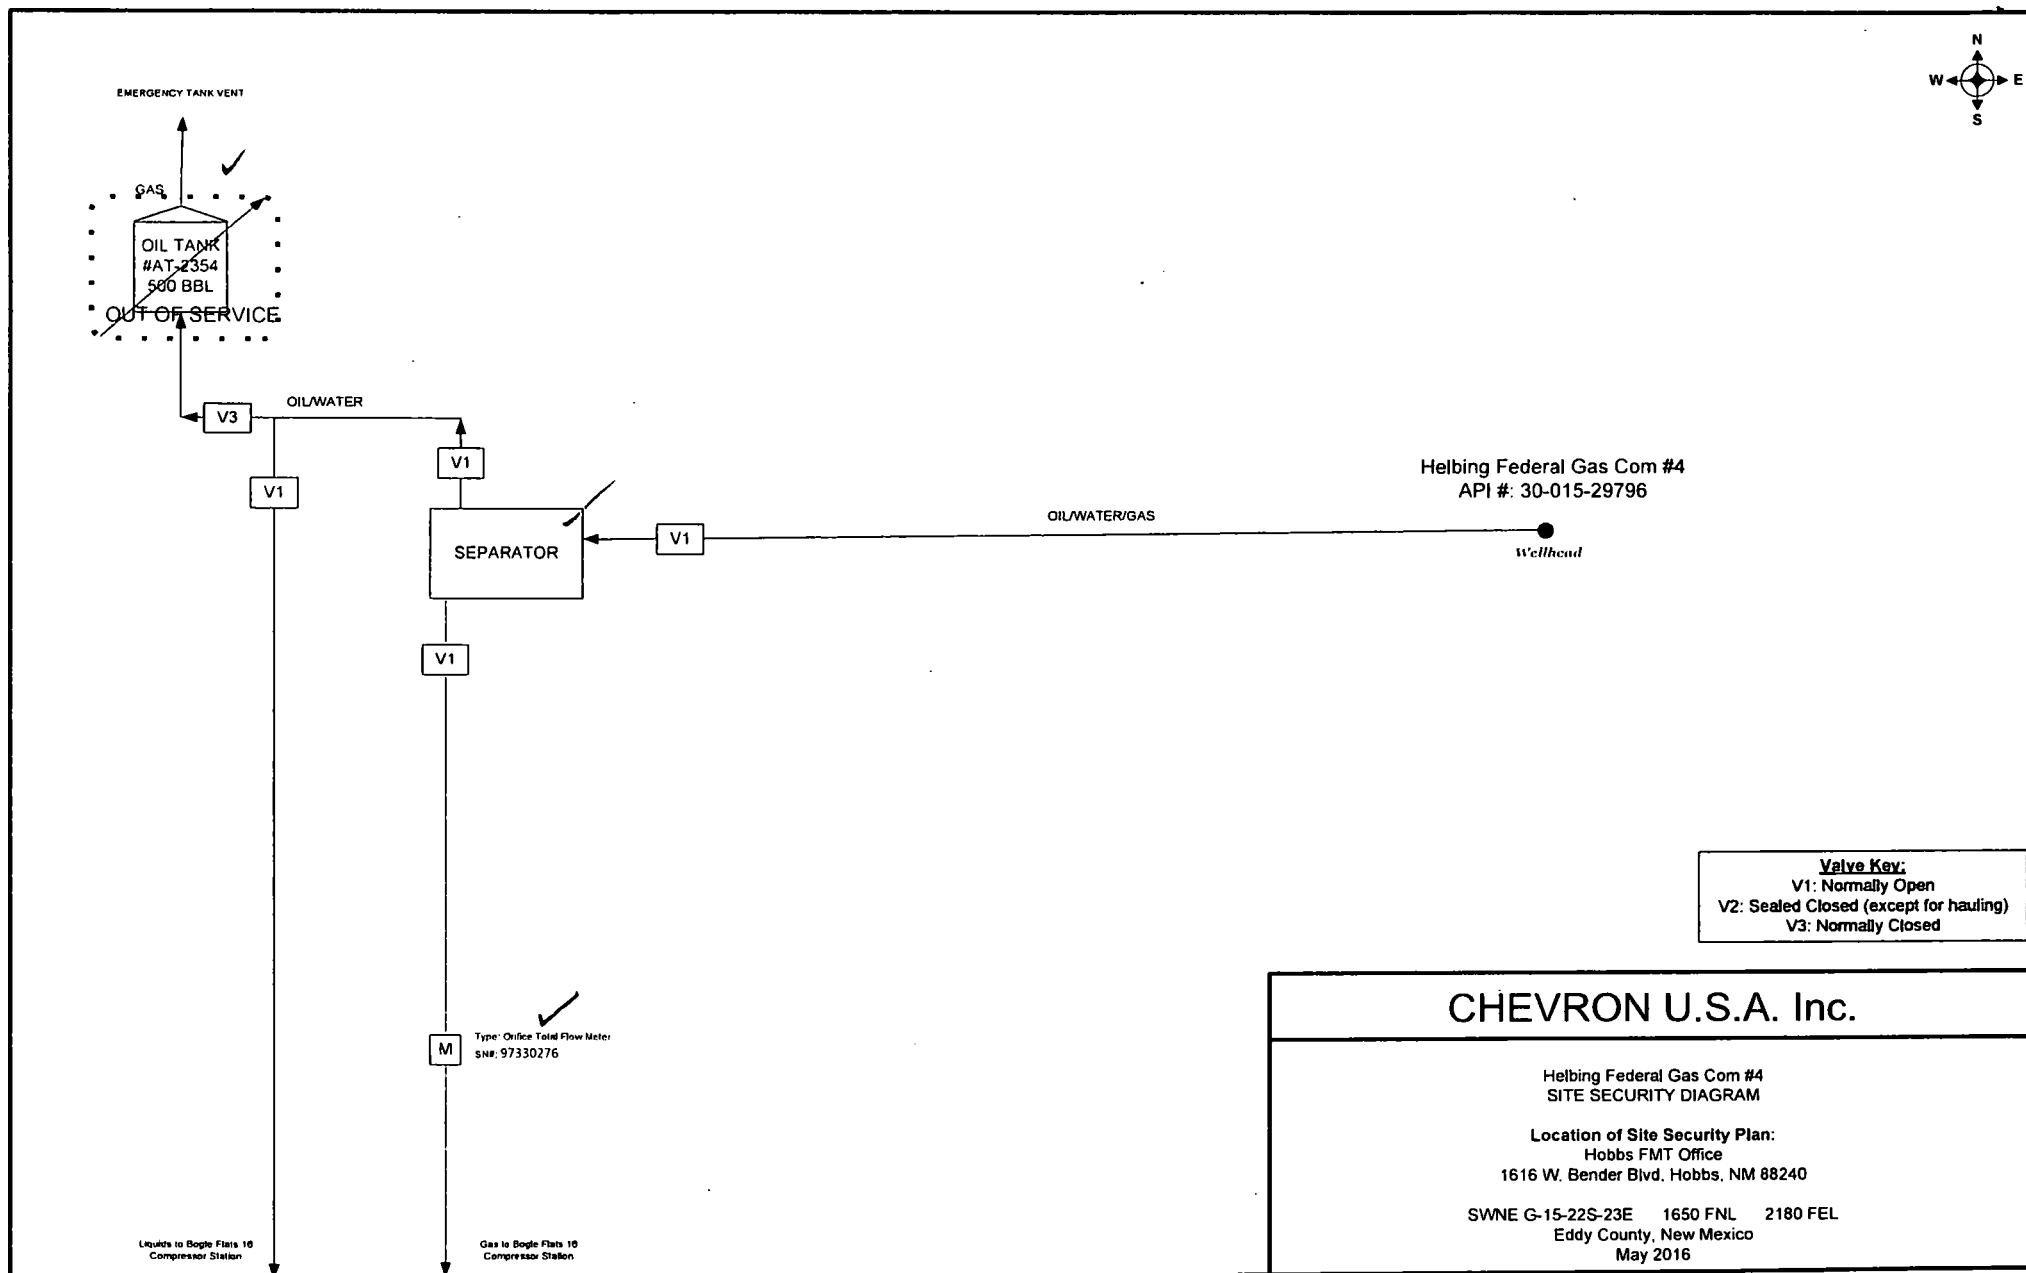 N
W E
S
EMERGENCY TANK VENT
GAS
OIL TANK
#AT-2354
500 BBL
OUT OF SERVICE
V3
OIL/WATER
V1
V1
SEPARATOR
V1
OIL/WATER/GAS
Helbing Federal Gas Com #4
API #: 30-015-29796
Wellhead
V1
Valve Key:
V1: Normally Open
V2: Sealed Closed (except for hauling)
V3: Normally Closed
M
Type: Orifice Total Flow Meter
SN#: 97330276
Liquids to Bogle Flats 16
Compressor Station
Gas to Bogle Flats 16
Compressor Station
CHEVRON U.S.A. Inc.
Helbing Federal Gas Com #4
SITE SECURITY DIAGRAM
Location of Site Security Plan:
Hobbs FMT Office
1616 W. Bender Blvd, Hobbs, NM 88240
SWNE G-15-22S-23E 1650 FNL 2180 FEL
Eddy County, New Mexico
May 2016